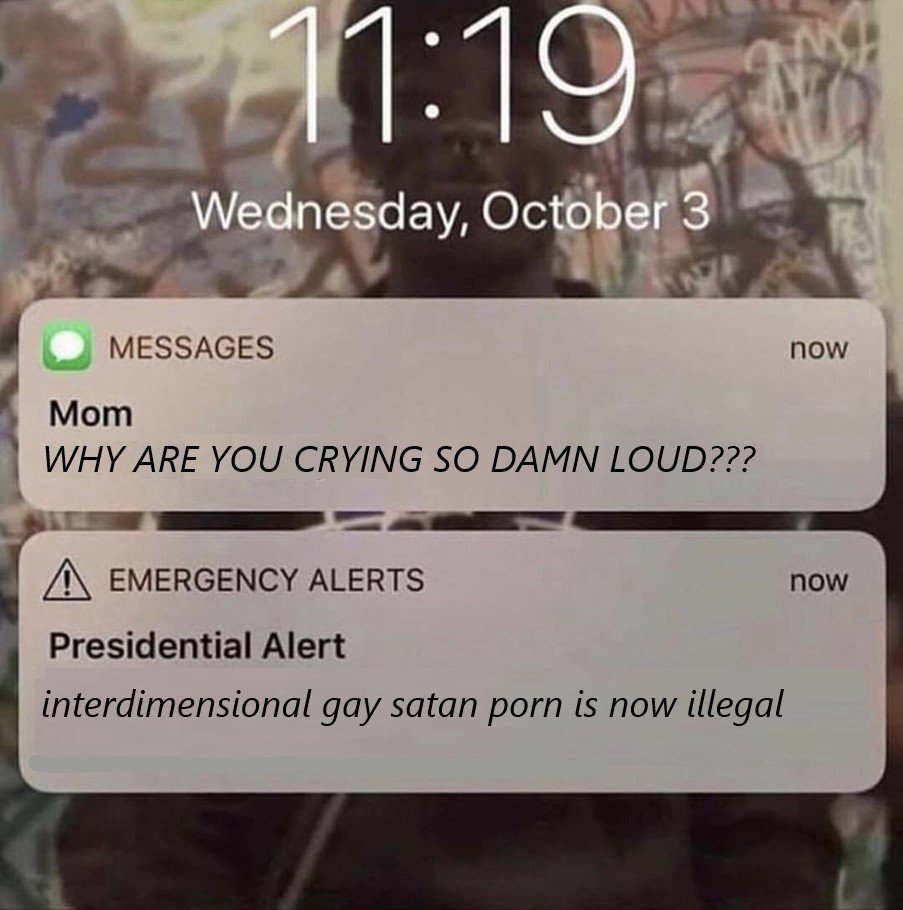 11:19
Wednesday, October 3
MESSAGES
now
Mom
WHY ARE YOU CRYING SO DAMN LOUD???
EMERGENCY ALERTS
now
Presidential Alert
interdimensional gay satan porn is now illegal